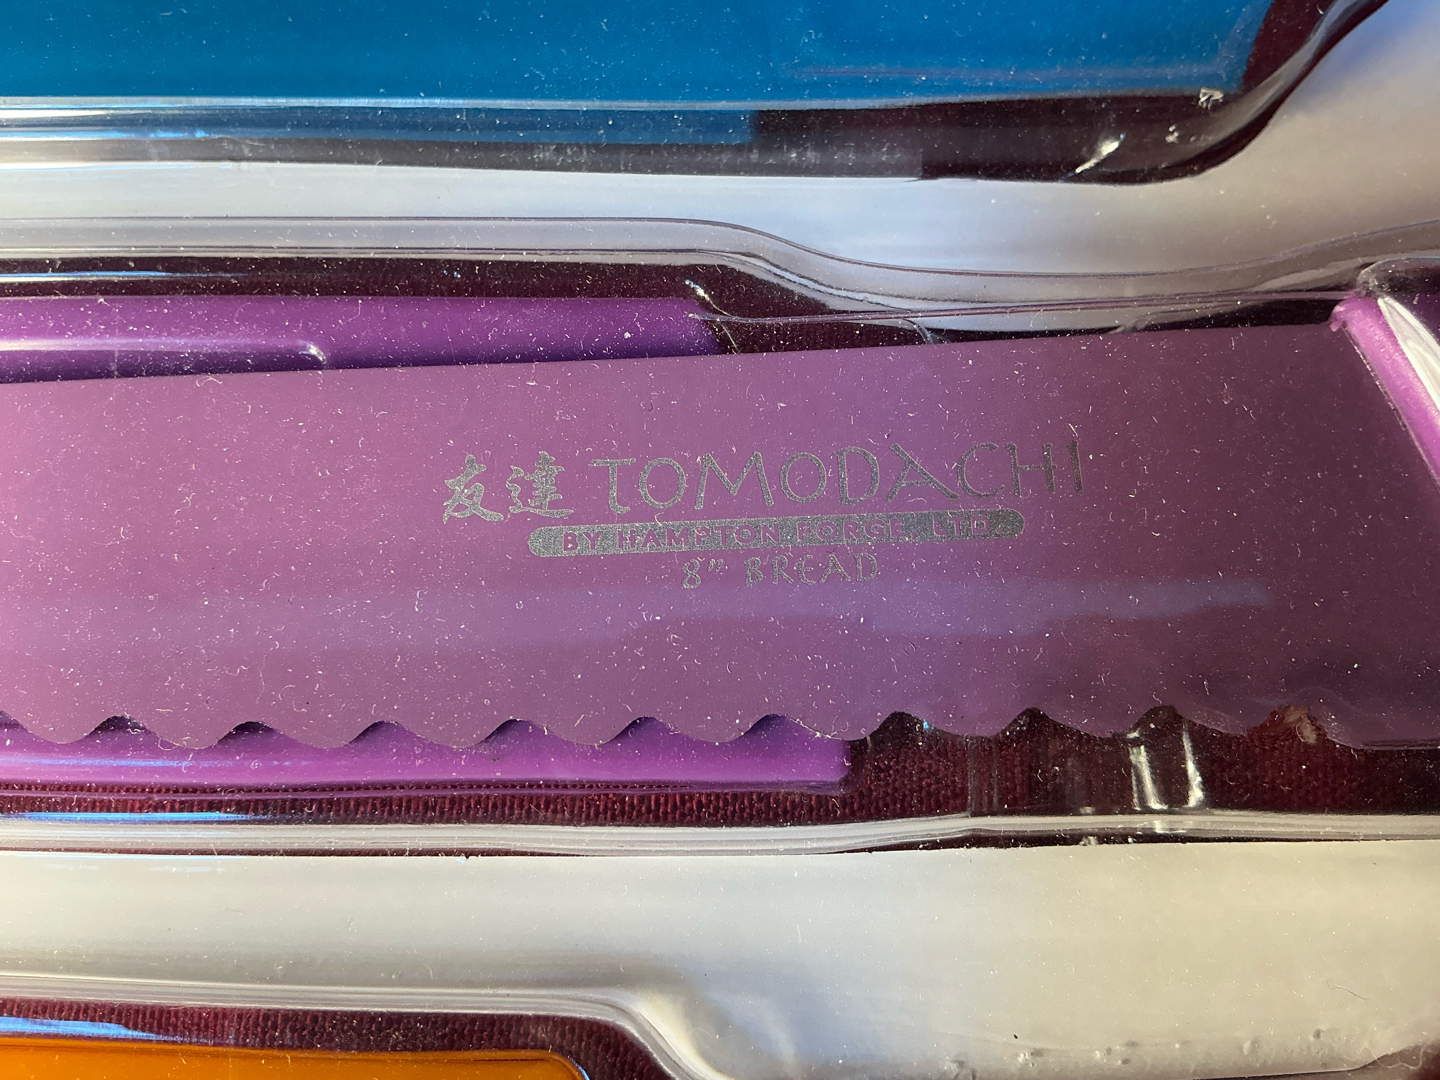 友達 TOMODACHI
BY HAMPTON FORGE, LTD.
8" BREAD